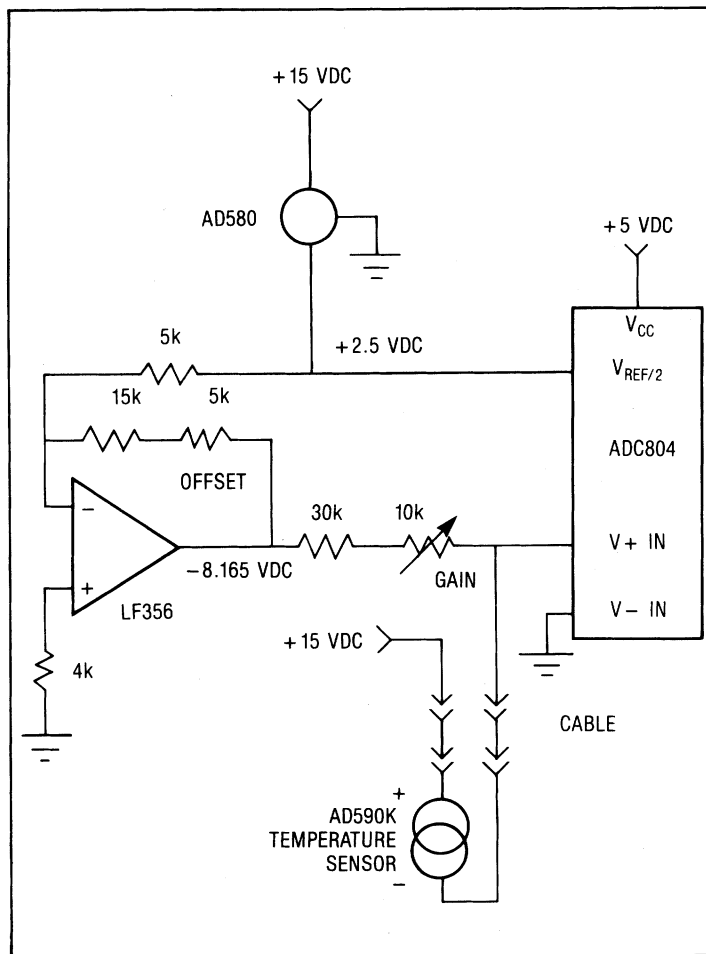 +15 VDC
AD580
+5 VDC
VCC
5k
+2.5 VDC
VREF/2
15k
5k
ADC804
OFFSET
30k
10k
−
V+ IN
−8.165 VDC
GAIN
+
LF356
V− IN
+15 VDC
4k
CABLE
+
AD590K
TEMPERATURE
SENSOR
−